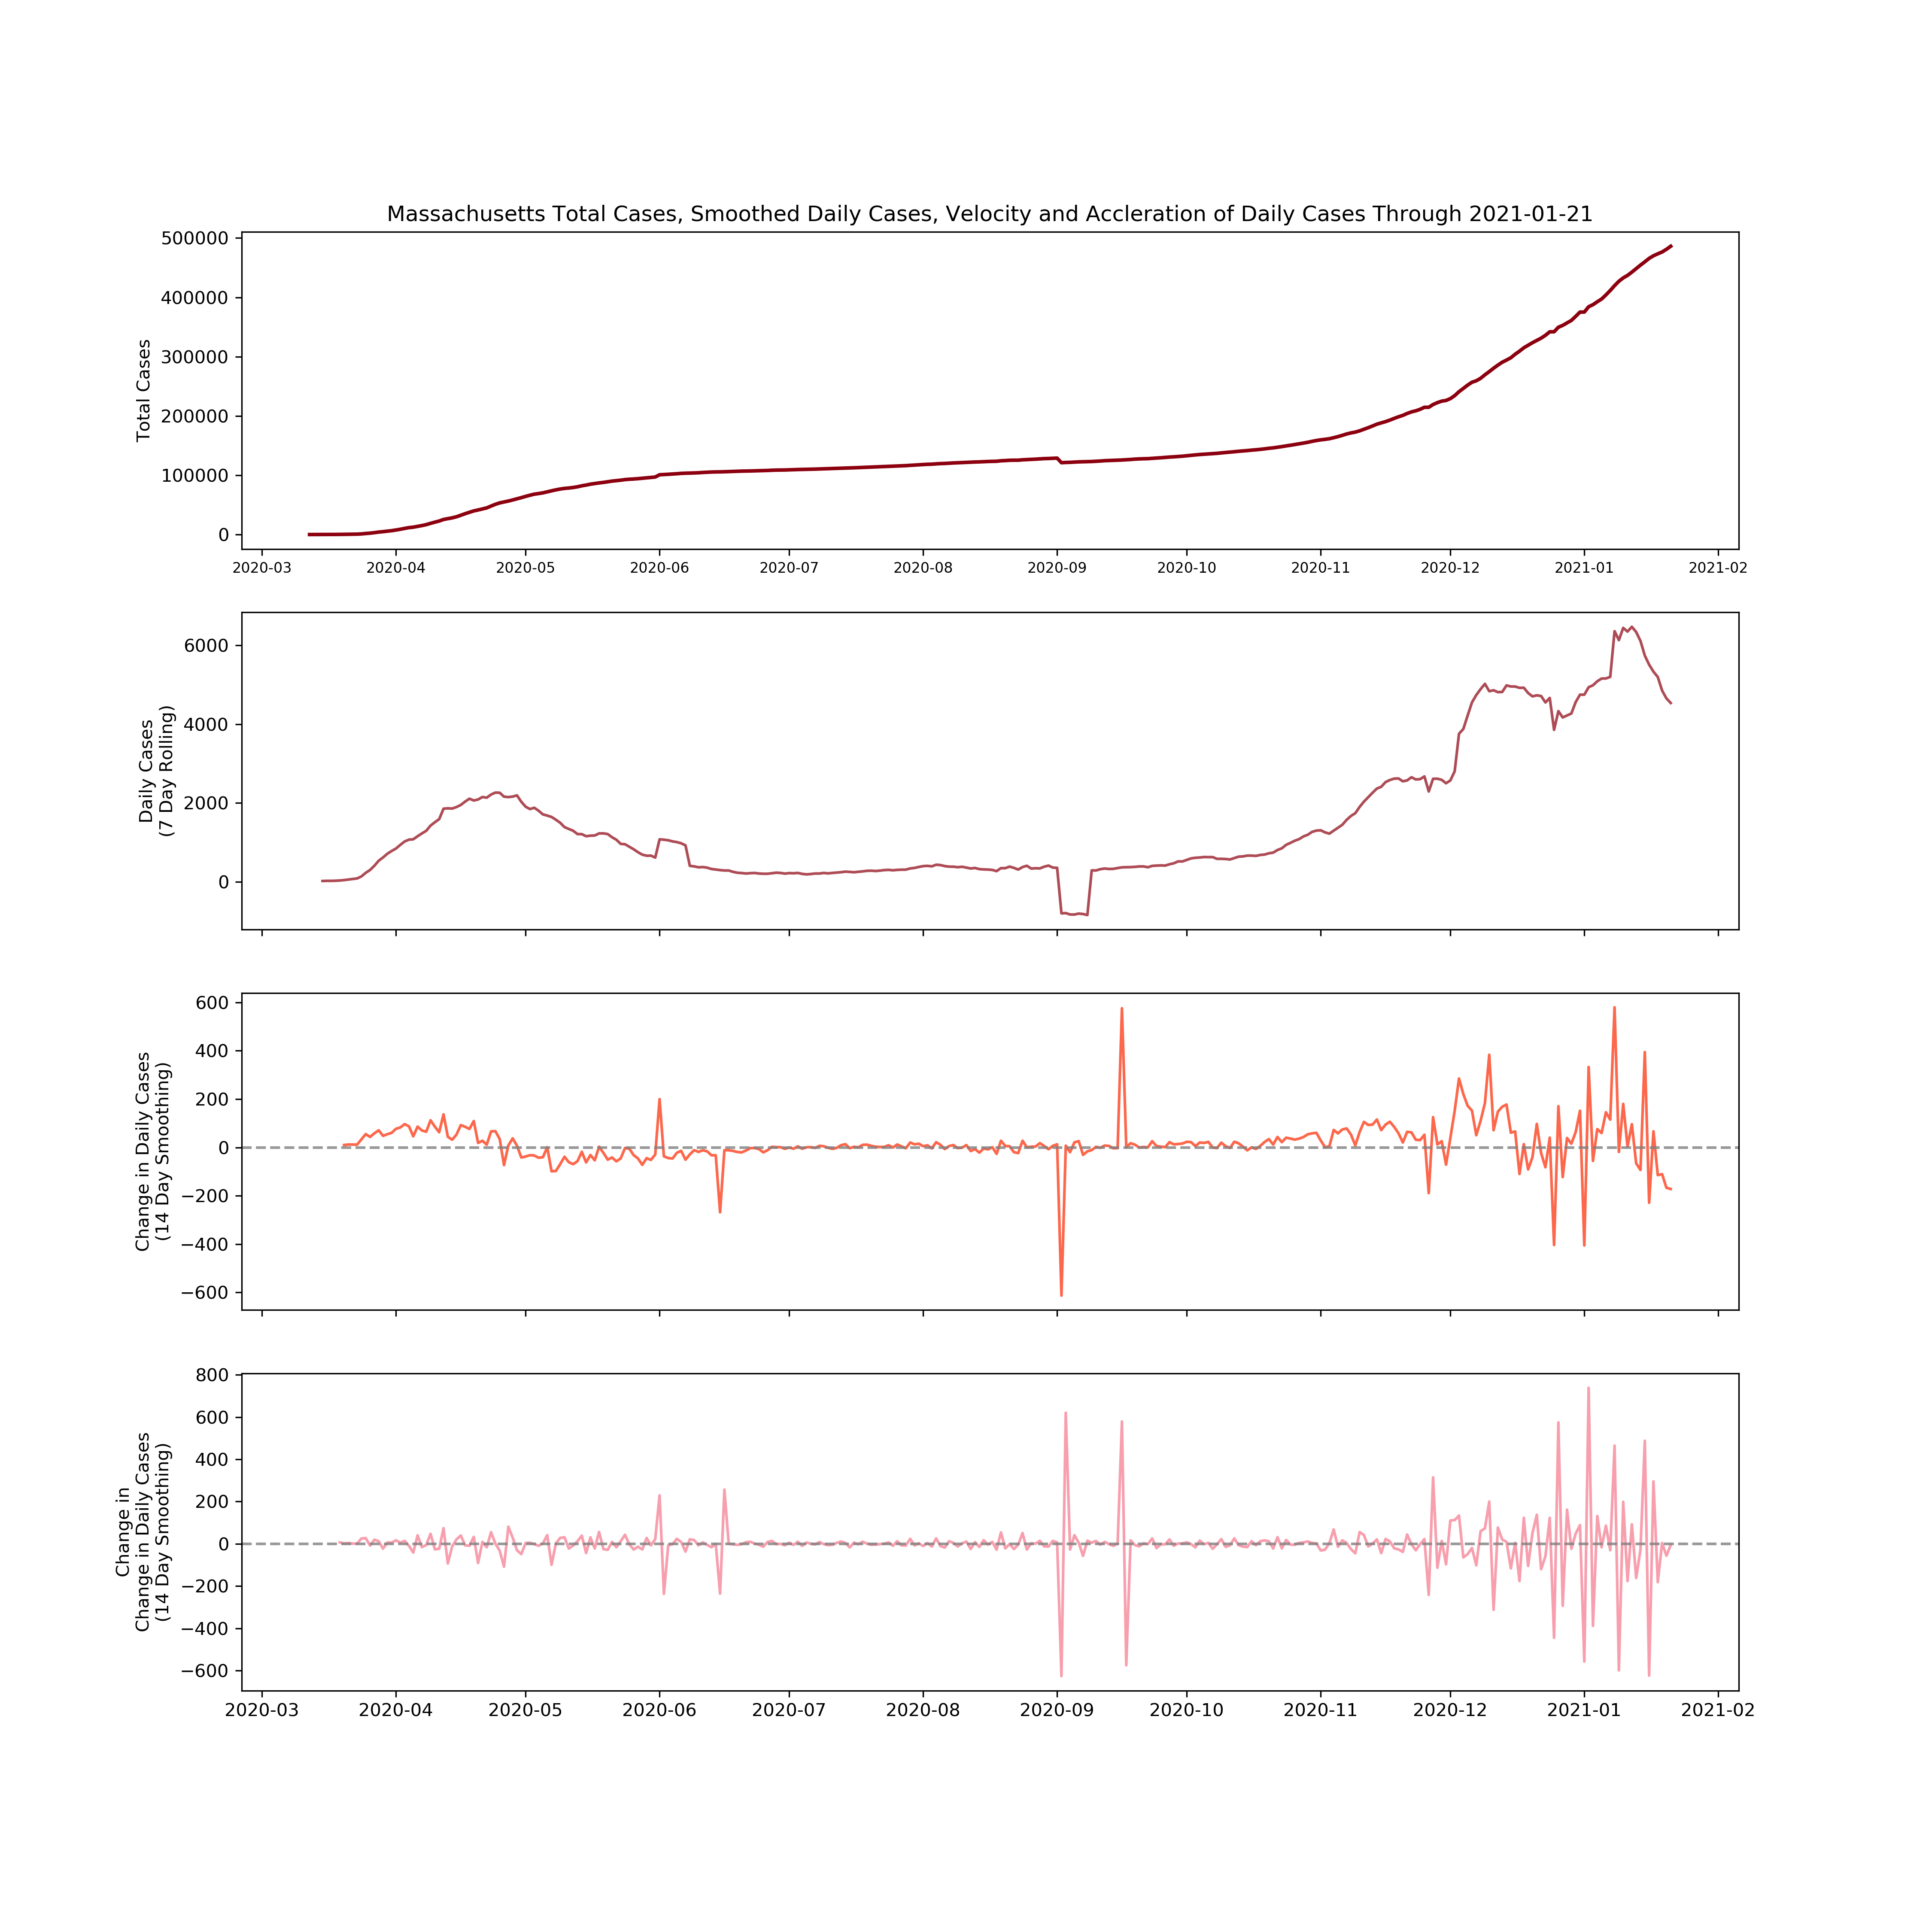 Massachusetts Total Cases, Smoothed Daily Cases, Velocity and Accleration of Daily Cases Through 2021-01-21
500000
400000
300000
200000
100000
0
Total Cases
2020-03 2020-04 2020-05 2020-06 2020-07 2020-08 2020-09 2020-10 2020-11 2020-12 2021-01 2021-02
6000
4000
2000
0
Daily Cases
(7 Day Rolling)
600
400
200
0
−200
−400
−600
Change in Daily Cases
(14 Day Smoothing)
800
600
400
200
0
−200
−400
−600
Change in
Change in Daily Cases
(14 Day Smoothing)
2020-03 2020-04 2020-05 2020-06 2020-07 2020-08 2020-09 2020-10 2020-11 2020-12 2021-01 2021-02